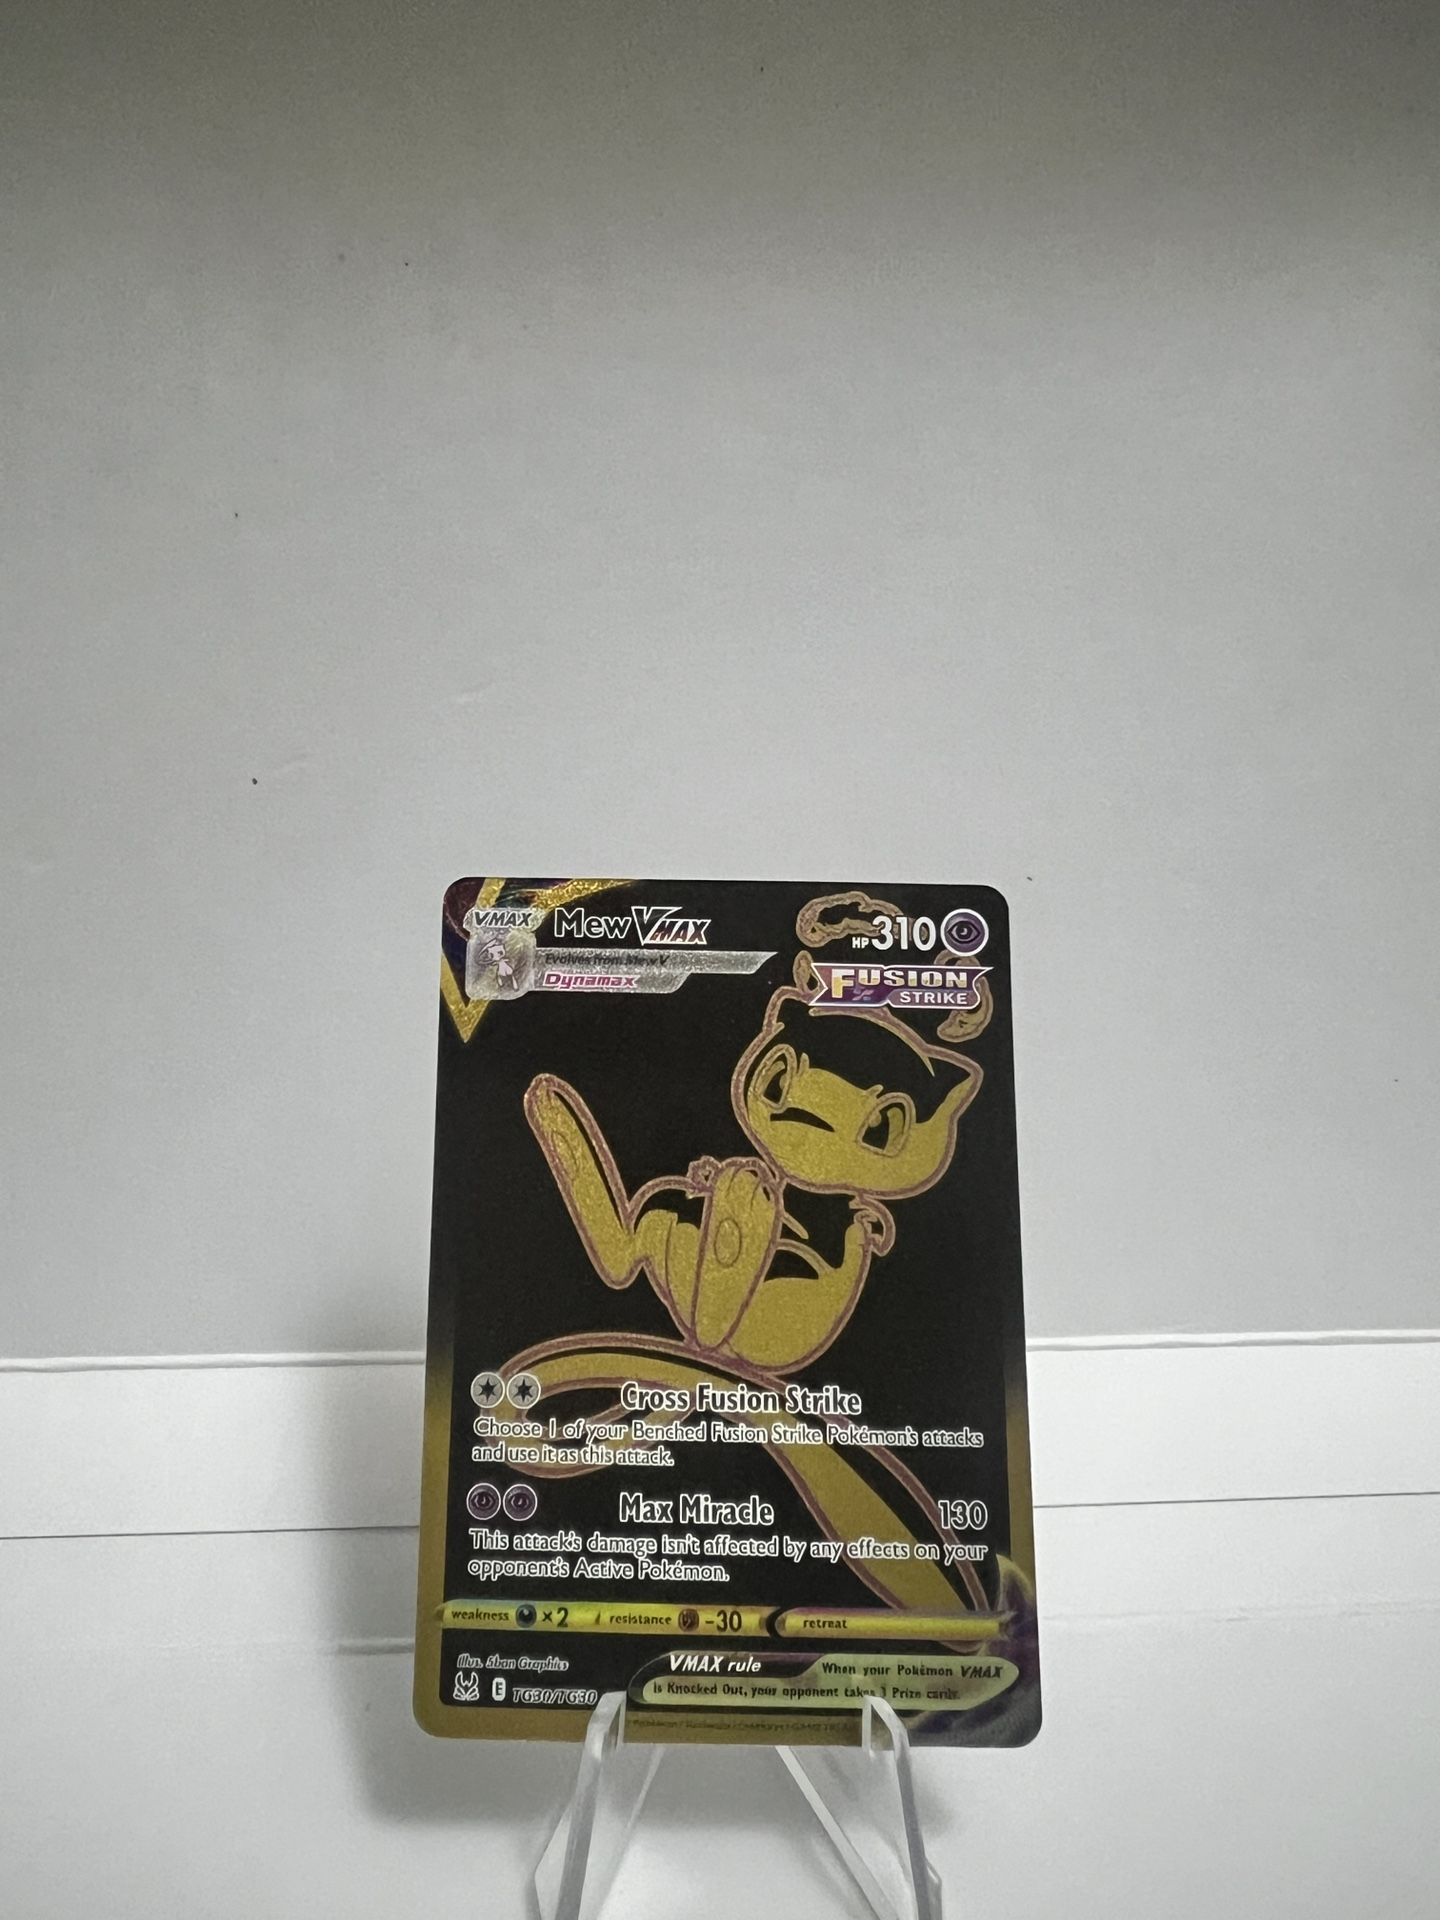 VMAX Mew VMAX HP 310
Evolves from Mew V
Dynamax
FUSION
STRIKE
Cross Fusion Strike
Choose 1 of your Benched Fusion Strike Pokémon's attacks
and use it as this attack.
Max Miracle 130
This attack's damage isn't affected by any effects on your
opponent's Active Pokémon.
weakness ×2 resistance -30 retreat
Illus. 5ban Graphics
VMAX rule When your Pokémon VMAX
is Knocked Out, your opponent takes 3 Prize cards.
E TG30/TG30